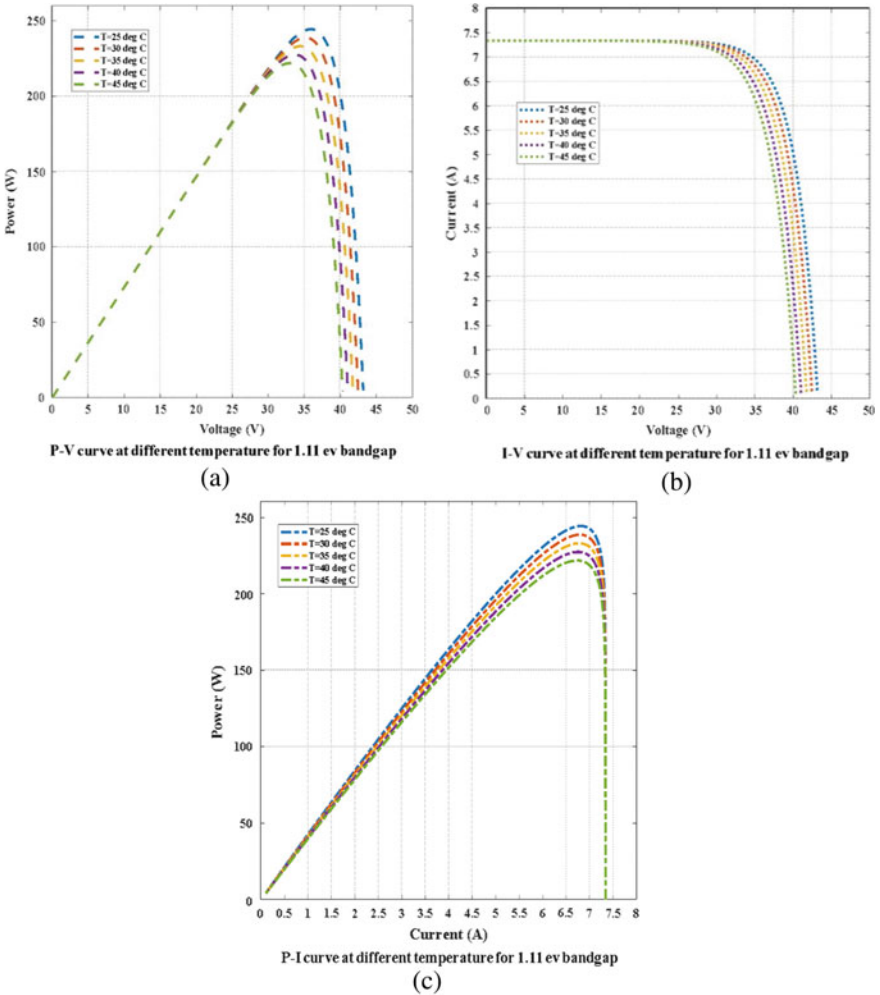 250
200
150
100
50
0
Power (W)
T=25 deg C
T=30 deg C
T=35 deg C
T=40 deg C
T=45 deg C
0 5 10 15 20 25 30 35 40 45 50
Voltage (V)
P-V curve at different temperature for 1.11 ev bandgap
(a)
8
7.5
7
6.5
6
5.5
5
4.5
4
3.5
3
2.5
2
1.5
1
0.5
0
Current (A)
T=25 deg C
T=30 deg C
T=35 deg C
T=40 deg C
T=45 deg C
0 5 10 15 20 25 30 35 40 45 50
Voltage (V)
I-V curve at different temperature for 1.11 ev bandgap
(b)
250
200
150
100
50
0
Power (W)
T=25 deg C
T=30 deg C
T=35 deg C
T=40 deg C
T=45 deg C
0 0.5 1 1.5 2 2.5 3 3.5 4 4.5 5 5.5 6 6.5 7 7.5 8
Current (A)
P-I curve at different temperature for 1.11 ev bandgap
(c)